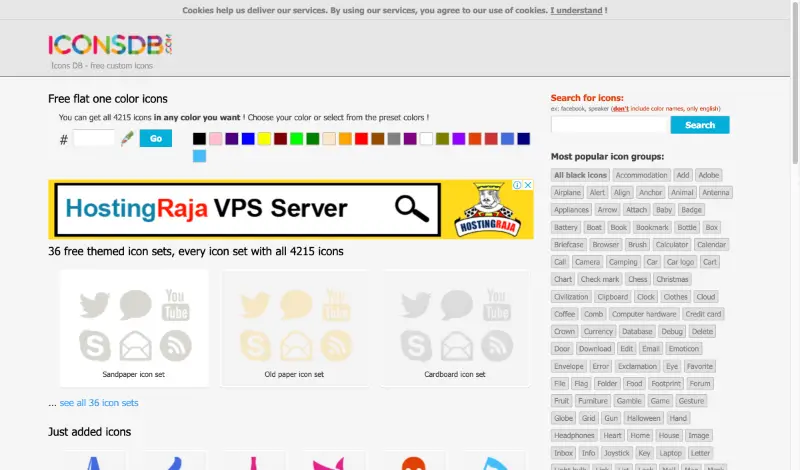 Cookies help us deliver our services. By using our services, you agree to our use of cookies. I understand !
ICONSDB.COM
Icons DB - free custom icons
Free flat one color icons
You can get all 4215 icons in any color you want ! Choose your color or select from the preset colors !
# Go
HostingRaja VPS Server
HOSTINGRAJA
36 free themed icon sets, every icon set with all 4215 icons
You Tube You Tube You Tube
Sandpaper icon set Old paper icon set Cardboard icon set
... see all 36 icon sets
Just added icons
Search for icons:
ex: facebook, speaker (don't include color names, only english)
Search
Most popular icon groups:
All black icons Accommodation Add Adobe
Airplane Alert Align Anchor Animal Antenna
Appliances Arrow Attach Baby Badge
Battery Boat Book Bookmark Bottle Box
Briefcase Browser Brush Calculator Calendar
Call Camera Camping Car Car logo Cart
Chart Check mark Chess Christmas
Civilization Clipboard Clock Clothes Cloud
Coffee Comb Computer hardware Credit card
Crown Currency Database Debug Delete
Door Download Edit Email Emoticon
Envelope Error Exclamation Eye Favorite
File Flag Folder Food Footprint Forum
Fruit Furniture Gamble Game Gesture
Globe Grid Gun Halloween Hand
Headphones Heart Home House Image
Inbox Info Joystick Key Laptop Letter